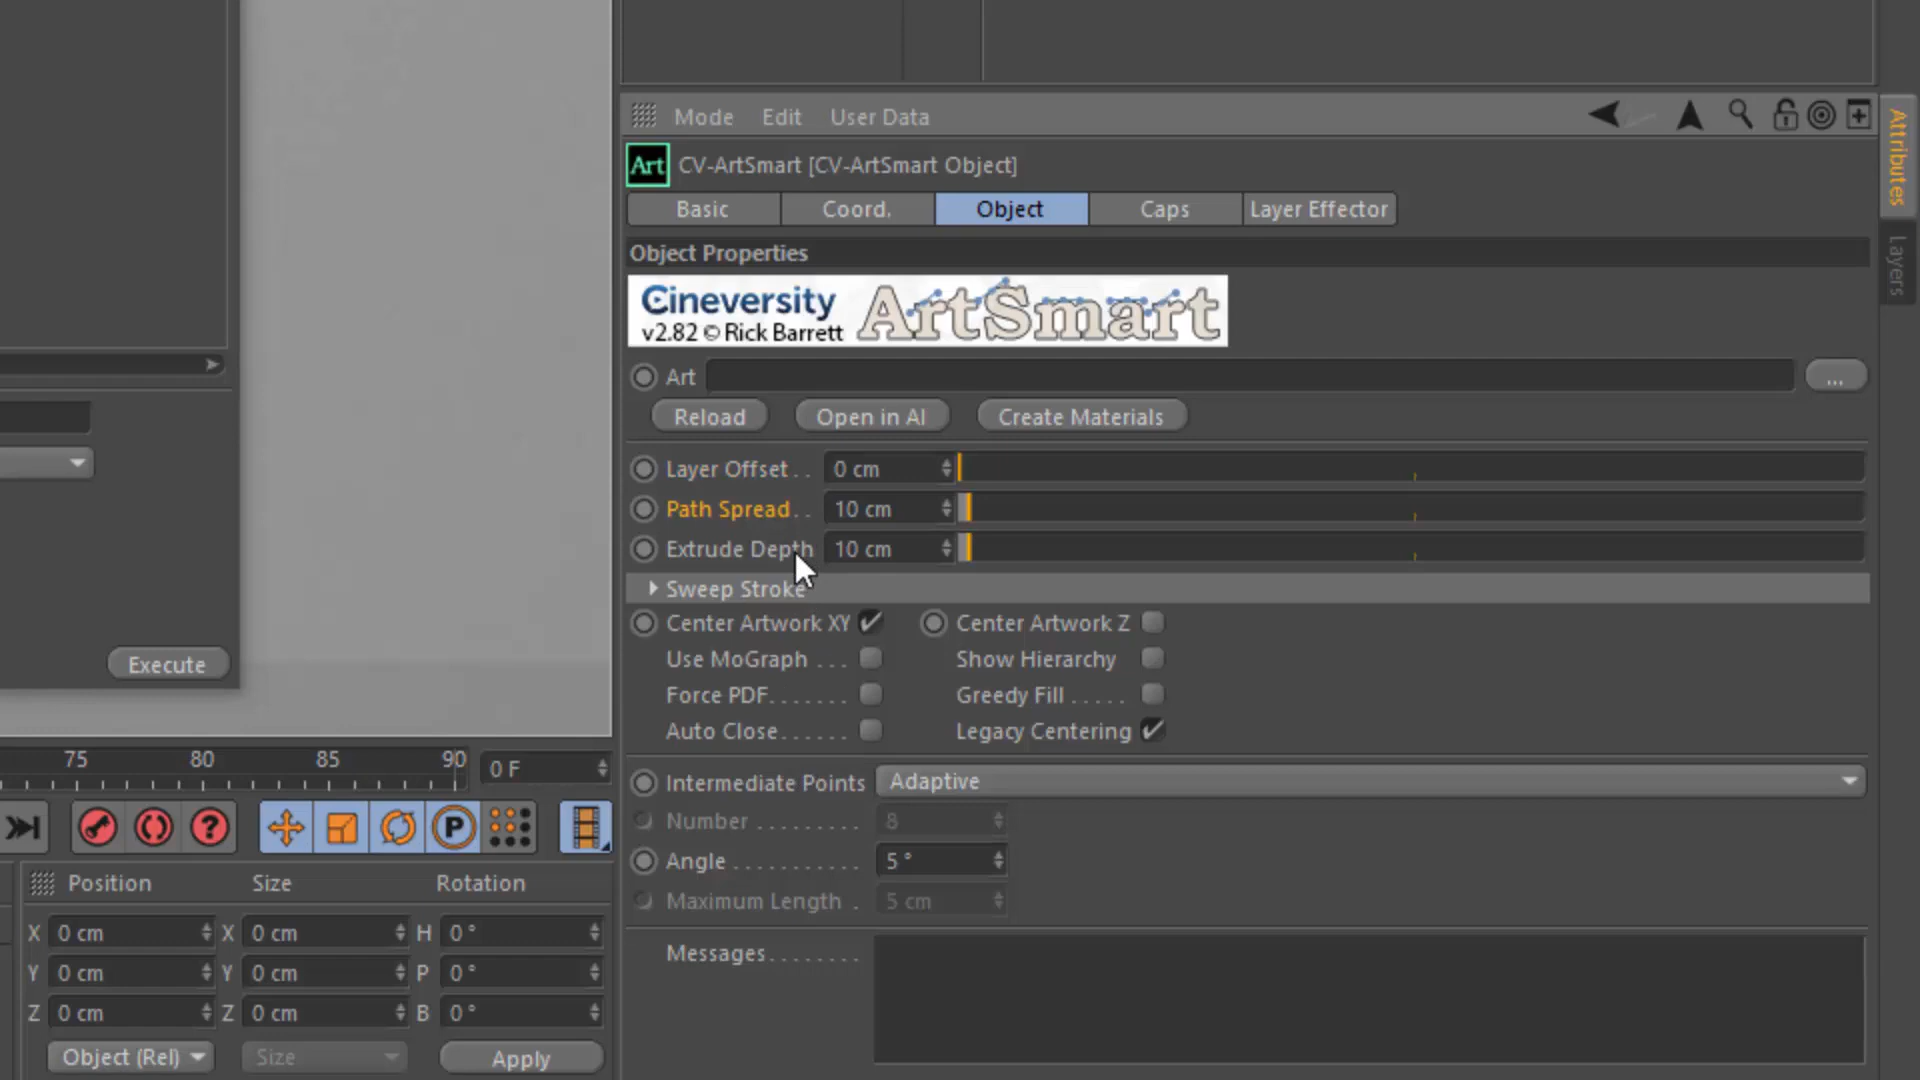 Mode Edit User Data
Attributes
Layers
Art CV-ArtSmart [CV-ArtSmart Object]
Basic Coord. Object Caps Layer Effector
Object Properties
Cineversity
v2.82 © Rick Barrett
ArtSmart
Art ...
Reload Open in AI Create Materials
Layer Offset . . 0 cm
Path Spread . . 10 cm
Extrude Depth 10 cm
Sweep Stroke
Center Artwork XY Center Artwork Z
Use MoGraph . . . Show Hierarchy
Force PDF. . . . . . . Greedy Fill . . . . .
Auto Close. . . . . . Legacy Centering
Intermediate Points Adaptive
Number . . . . . . . . . 8
Angle . . . . . . . . . . . 5 °
Maximum Length . 5 cm
Messages. . . . . . . .
Execute
75 80 85 90 0 F
P
Position Size Rotation
X 0 cm X 0 cm H 0 °
Y 0 cm Y 0 cm P 0 °
Z 0 cm Z 0 cm B 0 °
Object (Rel) Size Apply